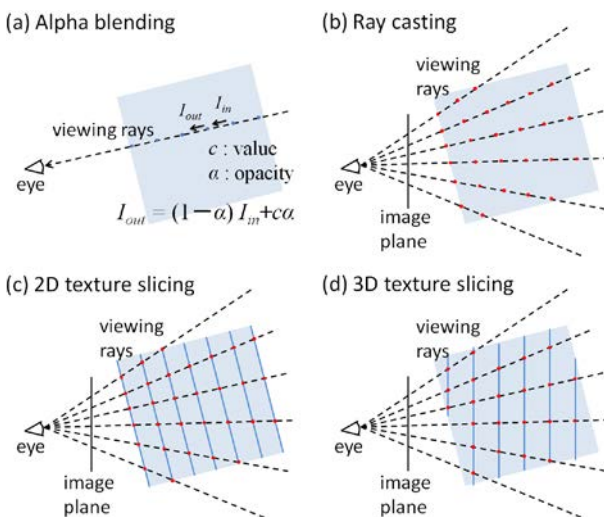 (a) Alpha blending
I_out I_in
viewing rays
c : value
α : opacity
eye
I_out = (1−α) I_in+cα
(b) Ray casting
viewing
rays
eye
image
plane
(c) 2D texture slicing
viewing
rays
eye
image
plane
(d) 3D texture slicing
viewing
rays
eye
image
plane